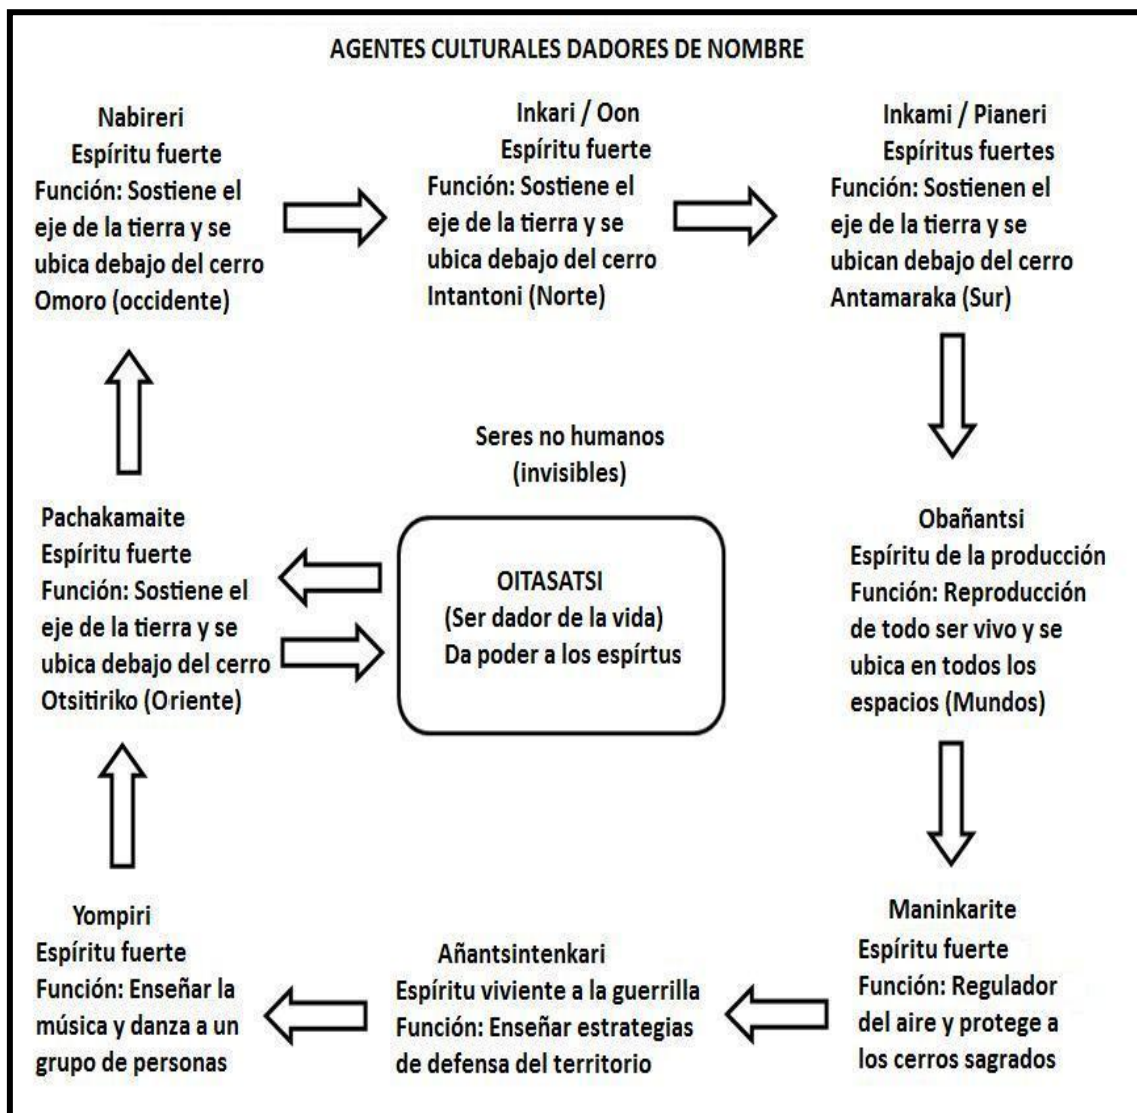 AGENTES CULTURALES DADORES DE NOMBRE
Nabireri
Espíritu fuerte
Función: Sostiene el
eje de la tierra y se
ubica debajo del cerro
Omoro (occidente)
Inkari / Oon
Espíritu fuerte
Función: Sostiene el
eje de la tierra y se
ubica debajo del cerro
Intantoni (Norte)
Inkami / Pianeri
Espíritus fuertes
Función: Sostienen el
eje de la tierra y se
ubican debajo del cerro
Antamaraka (Sur)
Seres no humanos
(invisibles)
Pachakamaite
Espíritu fuerte
Función: Sostiene el
eje de la tierra y se
ubica debajo del cerro
Otsitiriko (Oriente)
OITASATSI
(Ser dador de la vida)
Da poder a los espírtus
Obañantsi
Espíritu de la producción
Función: Reproducción
de todo ser vivo y se
ubica en todos los
espacios (Mundos)
Yompiri
Espíritu fuerte
Función: Enseñar la
música y danza a un
grupo de personas
Añantsintenkari
Espíritu viviente a la guerrilla
Función: Enseñar estrategias
de defensa del territorio
Maninkarite
Espíritu fuerte
Función: Regulador
del aire y protege a
los cerros sagrados